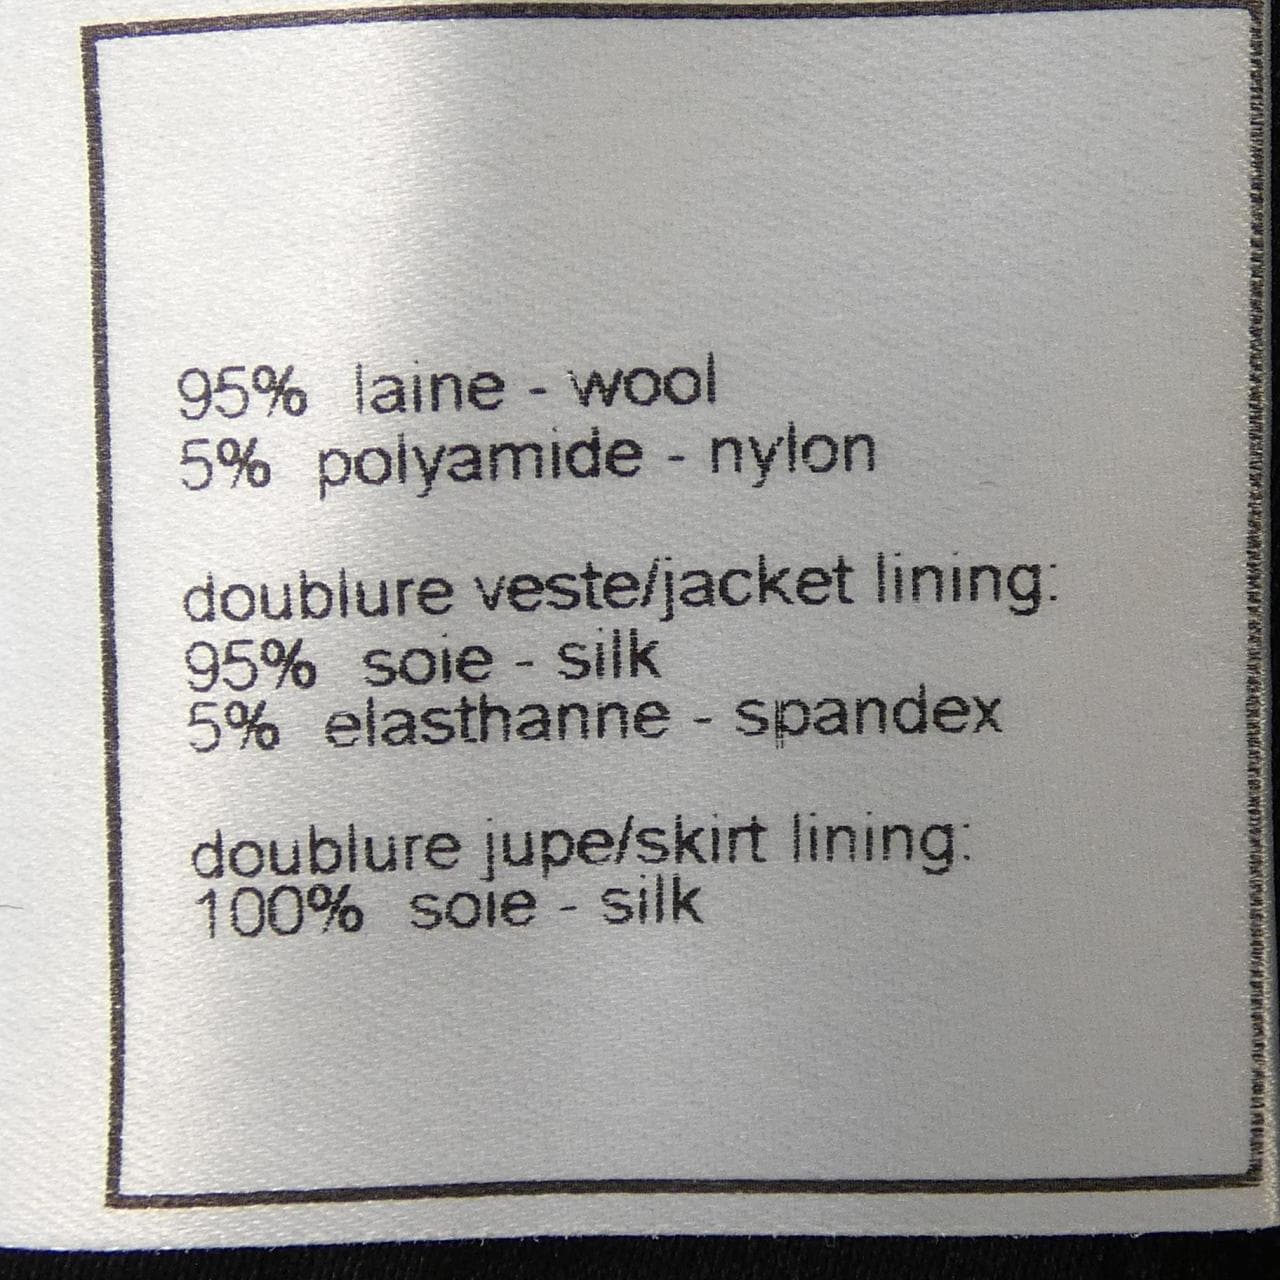 95% laine - wool
5% polyamide - nylon
doublure veste/jacket lining:
95% soie - silk
5% elasthanne - spandex
doublure jupe/skirt lining:
100% soie - silk